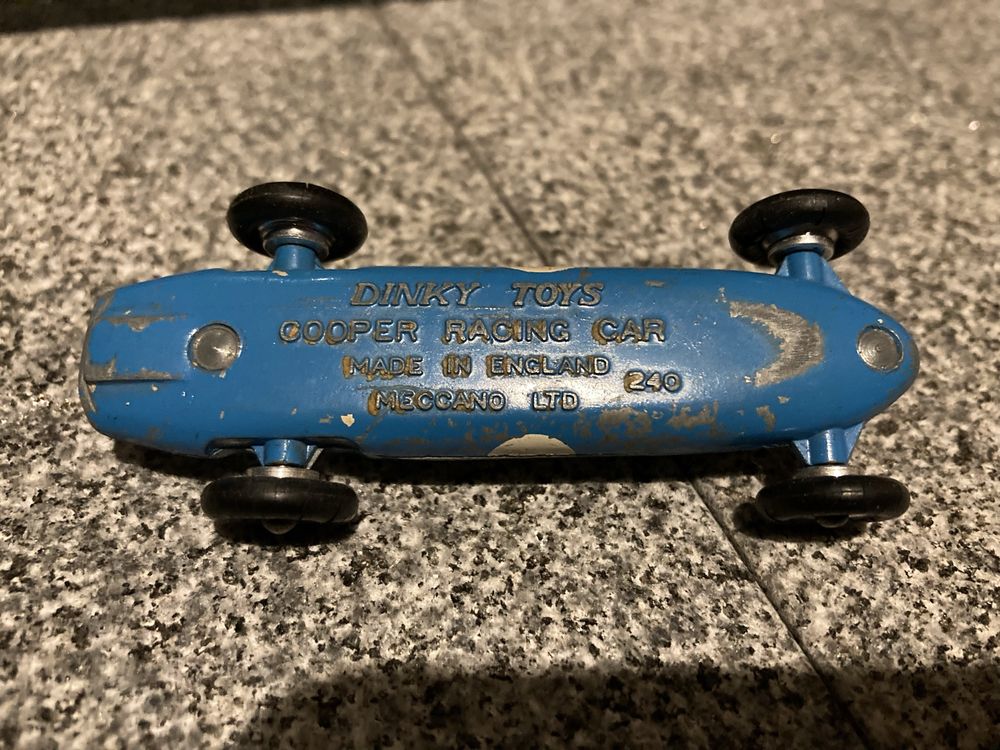 DINKY TOYS
COOPER RACING CAR
MADE IN ENGLAND
240
MECCANO LTD